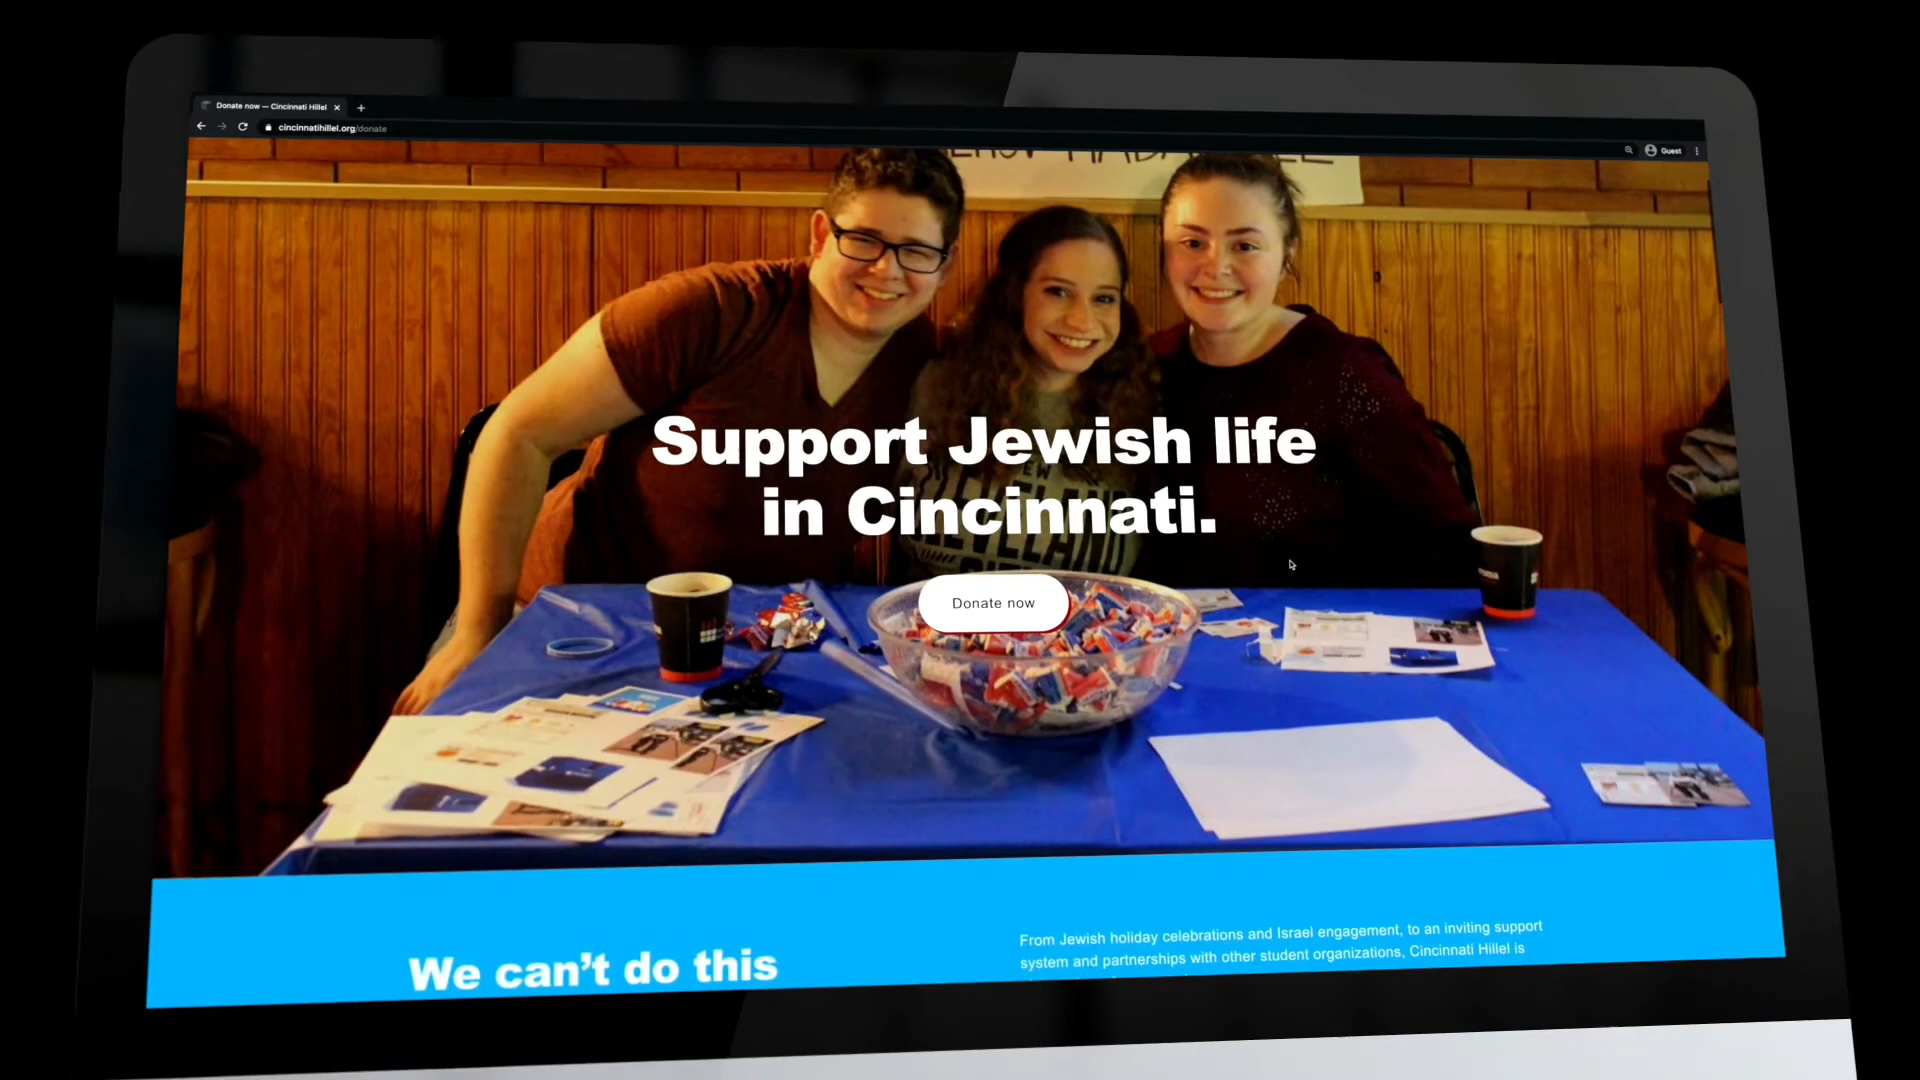 Donate now — Cincinnati Hillel
cincinnatihillel.org/donate
Guest
Support Jewish life
in Cincinnati.
CLEVELAND
Donate now
We can't do this
From Jewish holiday celebrations and Israel engagement, to an inviting support
system and partnerships with other student organizations, Cincinnati Hillel is